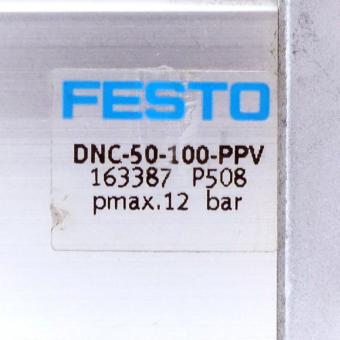 FESTO
DNC-50-100-PPV
163387 P508
pmax.12 bar